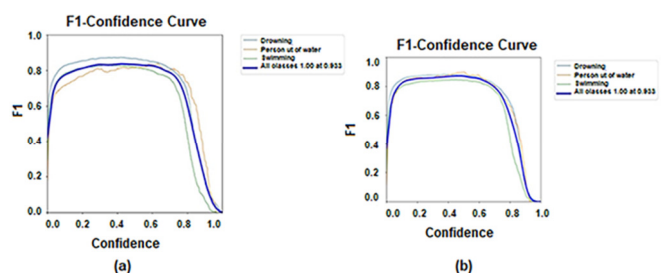 F1-Confidence Curve
1.0
0.8
0.6
0.4
0.2
0.0
F1
0.0 0.2 0.4 0.6 0.8 1.0
Confidence
Drowning
Person ut of water
Swimming
All olasses 1.00 at 0.933
(a)
F1-Confidence Curve
1.0
0.8
0.6
0.4
0.2
0.0
F1
0.0 0.2 0.4 0.6 0.8 1.0
Confidence
Drowning
Person ut of water
Swimming
All olasses 1.00 at 0.933
(b)